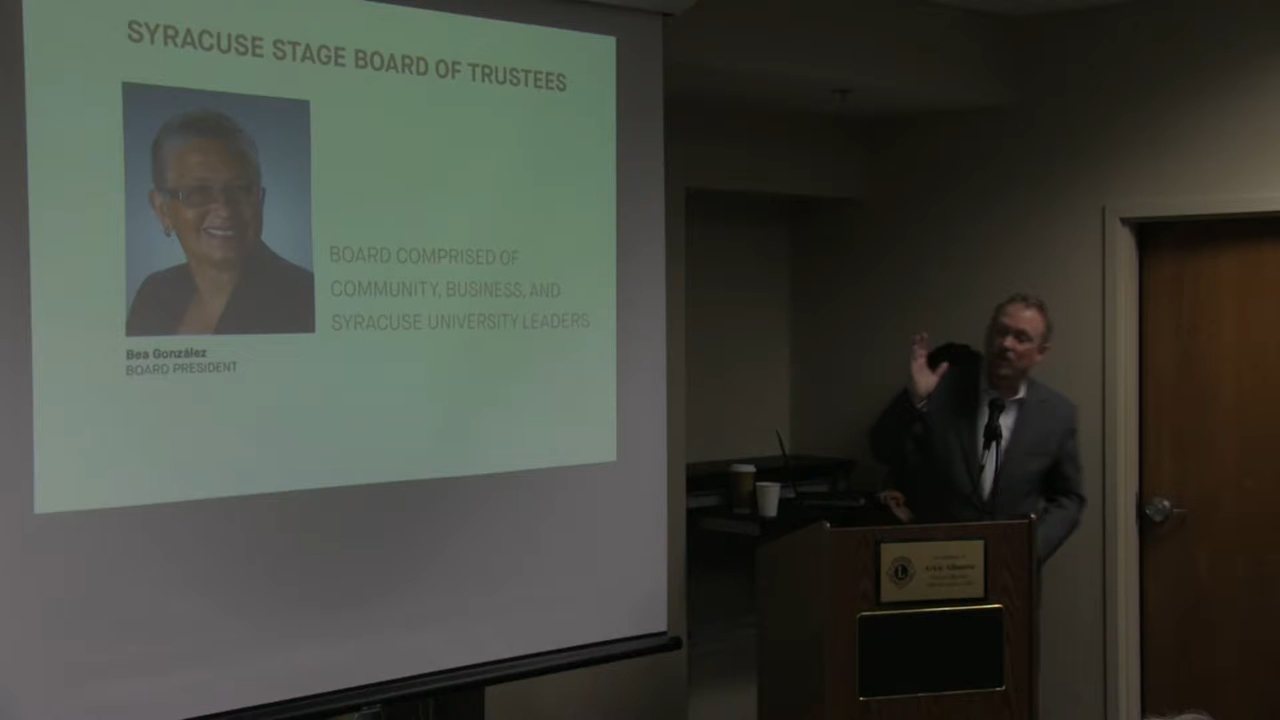 SYRACUSE STAGE BOARD OF TRUSTEES
BOARD COMPRISED OF
COMMUNITY, BUSINESS, AND
SYRACUSE UNIVERSITY LEADERS
Bea González
BOARD PRESIDENT
L